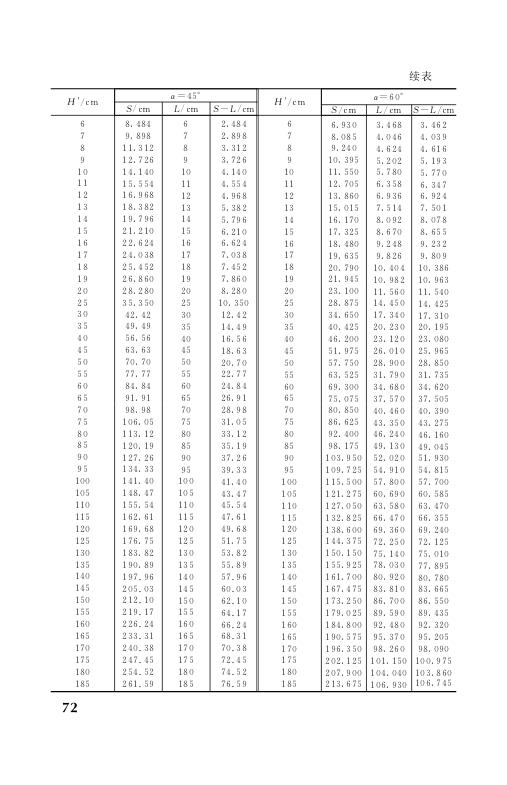 续表
H'/cm a=45° H'/cm a=60°
S/cm L/cm S－L/cm S/cm L/cm S－L/cm
6 8.484 6 2.484 6 6.930 3.468 3.462
7 9.898 7 2.898 7 8.085 4.046 4.039
8 11.312 8 3.312 8 9.240 4.624 4.616
9 12.726 9 3.726 9 10.395 5.202 5.193
10 14.140 10 4.140 10 11.550 5.780 5.770
11 15.554 11 4.554 11 12.705 6.358 6.347
12 16.968 12 4.968 12 13.860 6.936 6.924
13 18.382 13 5.382 13 15.015 7.514 7.501
14 19.796 14 5.796 14 16.170 8.092 8.078
15 21.210 15 6.210 15 17.325 8.670 8.655
16 22.624 16 6.624 16 18.480 9.248 9.232
17 24.038 17 7.038 17 19.635 9.826 9.809
18 25.452 18 7.452 18 20.790 10.404 10.386
19 26.860 19 7.860 19 21.945 10.982 10.963
20 28.280 20 8.280 20 23.100 11.560 11.540
25 35.350 25 10.350 25 28.875 14.450 14.425
30 42.42 30 12.42 30 34.650 17.340 17.310
35 49.49 35 14.49 35 40.425 20.230 20.195
40 56.56 40 16.56 40 46.200 23.120 23.080
45 63.63 45 18.63 45 51.975 26.010 25.965
50 70.70 50 20.70 50 57.750 28.900 28.850
55 77.77 55 22.77 55 63.525 31.790 31.735
60 84.84 60 24.84 60 69.300 34.680 34.620
65 91.91 65 26.91 65 75.075 37.570 37.505
70 98.98 70 28.98 70 80.850 40.460 40.390
75 106.05 75 31.05 75 86.625 43.350 43.275
80 113.12 80 33.12 80 92.400 46.240 46.160
85 120.19 85 35.19 85 98.175 49.130 49.045
90 127.26 90 37.26 90 103.950 52.020 51.930
95 134.33 95 39.33 95 109.725 54.910 54.815
100 141.40 100 41.40 100 115.500 57.800 57.700
105 148.47 105 43.47 105 121.275 60.690 60.585
110 155.54 110 45.54 110 127.050 63.580 63.470
115 162.61 115 47.61 115 132.825 66.470 66.355
120 169.68 120 49.68 120 138.600 69.360 69.240
125 176.75 125 51.75 125 144.375 72.250 72.125
130 183.82 130 53.82 130 150.150 75.140 75.010
135 190.89 135 55.89 135 155.925 78.030 77.895
140 197.96 140 57.96 140 161.700 80.920 80.780
145 205.03 145 60.03 145 167.475 83.810 83.665
150 212.10 150 62.10 150 173.250 86.700 86.550
155 219.17 155 64.17 155 179.025 89.590 89.435
160 226.24 160 66.24 160 184.800 92.480 92.320
165 233.31 165 68.31 165 190.575 95.370 95.205
170 240.38 170 70.38 170 196.350 98.260 98.090
175 247.45 175 72.45 175 202.125 101.150 100.975
180 254.52 180 74.52 180 207.900 104.040 103.860
185 261.59 185 76.59 185 213.675 106.930 106.745
72